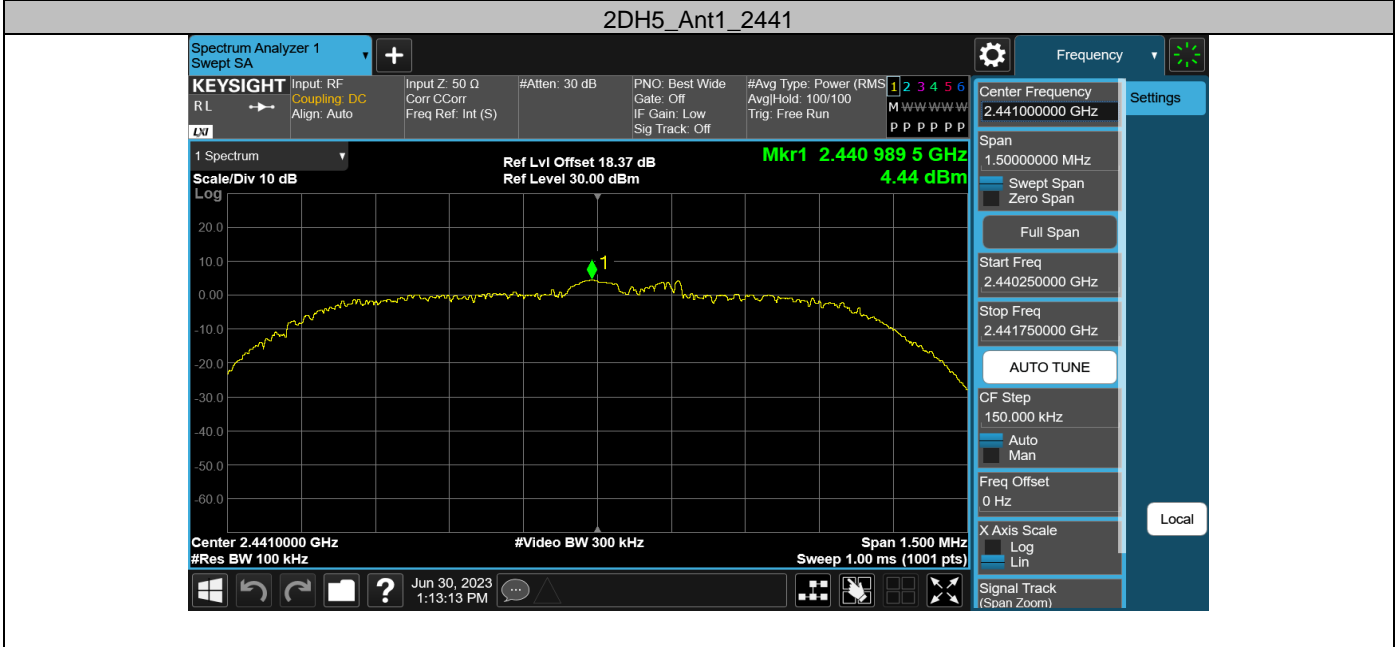 2DH5_Ant1_2441
Spectrum Analyzer 1
Swept SA
Frequency
KEYSIGHT
R L
LXI
Input: RF
Coupling: DC
Align: Auto
Input Z: 50 Ω
Corr CCorr
Freq Ref: Int (S)
#Atten: 30 dB
PNO: Best Wide
Gate: Off
IF Gain: Low
Sig Track: Off
#Avg Type: Power (RMS
Avg|Hold: 100/100
Trig: Free Run
1 2 3 4 5 6
M W W W W W
P P P P P P
1 Spectrum
Scale/Div 10 dB
Ref Lvl Offset 18.37 dB
Ref Level 30.00 dBm
Mkr1 2.440 989 5 GHz
4.44 dBm
Log
20.0
10.0
0.00
-10.0
-20.0
-30.0
-40.0
-50.0
-60.0
1
Center 2.4410000 GHz
#Res BW 100 kHz
#Video BW 300 kHz
Span 1.500 MHz
Sweep 1.00 ms (1001 pts)
Jun 30, 2023
1:13:13 PM
Center Frequency
2.441000000 GHz
Settings
Span
1.50000000 MHz
Swept Span
Zero Span
Full Span
Start Freq
2.440250000 GHz
Stop Freq
2.441750000 GHz
AUTO TUNE
CF Step
150.000 kHz
Auto
Man
Freq Offset
0 Hz
X Axis Scale
Log
Lin
Local
Signal Track
(Span Zoom)